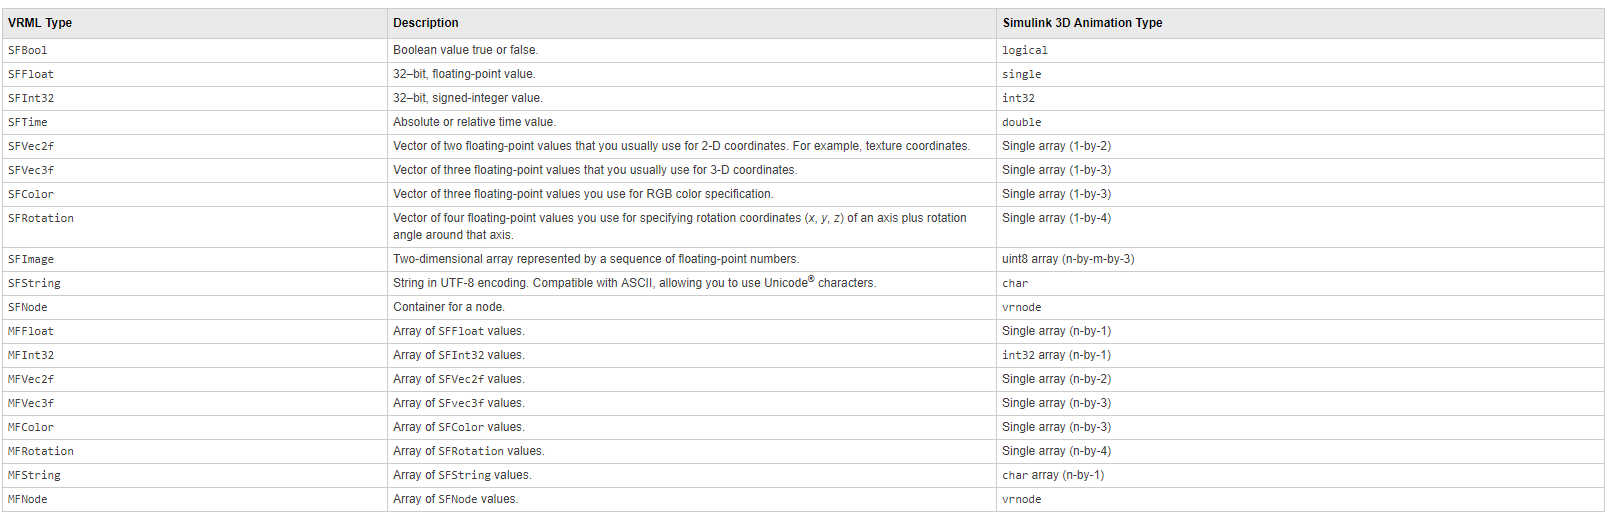 VRML Type Description Simulink 3D Animation Type
SFBool Boolean value true or false. logical
SFFloat 32–bit, floating-point value. single
SFInt32 32–bit, signed-integer value. int32
SFTime Absolute or relative time value. double
SFVec2f Vector of two floating-point values that you usually use for 2-D coordinates. For example, texture coordinates. Single array (1-by-2)
SFVec3f Vector of three floating-point values that you usually use for 3-D coordinates. Single array (1-by-3)
SFColor Vector of three floating-point values you use for RGB color specification. Single array (1-by-3)
SFRotation Vector of four floating-point values you use for specifying rotation coordinates (x, y, z) of an axis plus rotation Single array (1-by-4)
angle around that axis.
SFImage Two-dimensional array represented by a sequence of floating-point numbers. uint8 array (n-by-m-by-3)
SFString String in UTF-8 encoding. Compatible with ASCII, allowing you to use Unicode® characters. char
SFNode Container for a node. vrnode
MFFloat Array of SFFloat values. Single array (n-by-1)
MFInt32 Array of SFInt32 values. int32 array (n-by-1)
MFVec2f Array of SFVec2f values. Single array (n-by-2)
MFVec3f Array of SFvec3f values. Single array (n-by-3)
MFColor Array of SFColor values. Single array (n-by-3)
MFRotation Array of SFRotation values. Single array (n-by-4)
MFString Array of SFString values. char array (n-by-1)
MFNode Array of SFNode values. vrnode